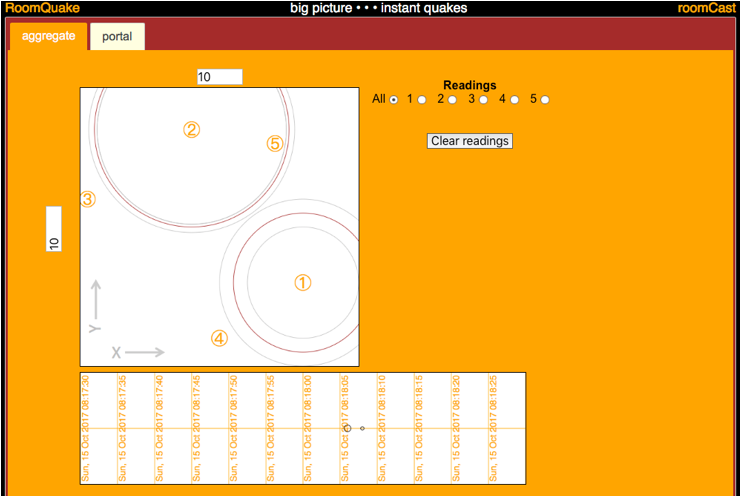 RoomQuake big picture • • • instant quakes roomCast
aggregate portal
10
Readings
All 1 2 3 4 5
Clear readings
②
⑤
③
10
①
④
Y
X
Sun, 15 Oct 2017 08:17:30
Sun, 15 Oct 2017 08:17:35
Sun, 15 Oct 2017 08:17:40
Sun, 15 Oct 2017 08:17:45
Sun, 15 Oct 2017 08:17:50
Sun, 15 Oct 2017 08:17:55
Sun, 15 Oct 2017 08:18:00
Sun, 15 Oct 2017 08:18:05
Sun, 15 Oct 2017 08:18:10
Sun, 15 Oct 2017 08:18:15
Sun, 15 Oct 2017 08:18:20
Sun, 15 Oct 2017 08:18:25